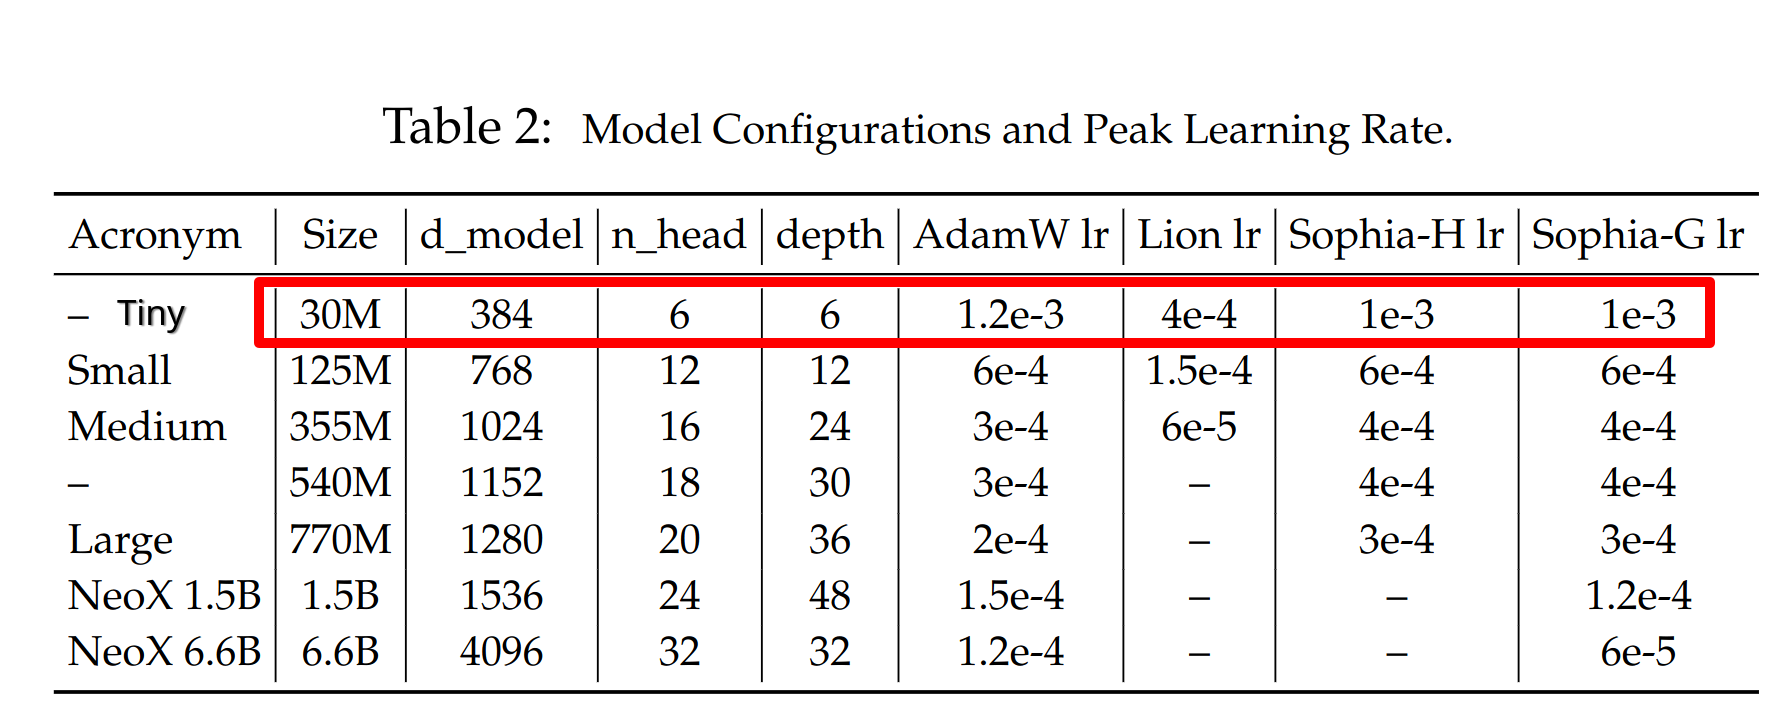 Table 2: Model Configurations and Peak Learning Rate.
Acronym Size d_model n_head depth AdamW lr Lion lr Sophia-H lr Sophia-G lr
– Tiny 30M 384 6 6 1.2e-3 4e-4 1e-3 1e-3
Small 125M 768 12 12 6e-4 1.5e-4 6e-4 6e-4
Medium 355M 1024 16 24 3e-4 6e-5 4e-4 4e-4
– 540M 1152 18 30 3e-4 – 4e-4 4e-4
Large 770M 1280 20 36 2e-4 – 3e-4 3e-4
NeoX 1.5B 1.5B 1536 24 48 1.5e-4 – – 1.2e-4
NeoX 6.6B 6.6B 4096 32 32 1.2e-4 – – 6e-5